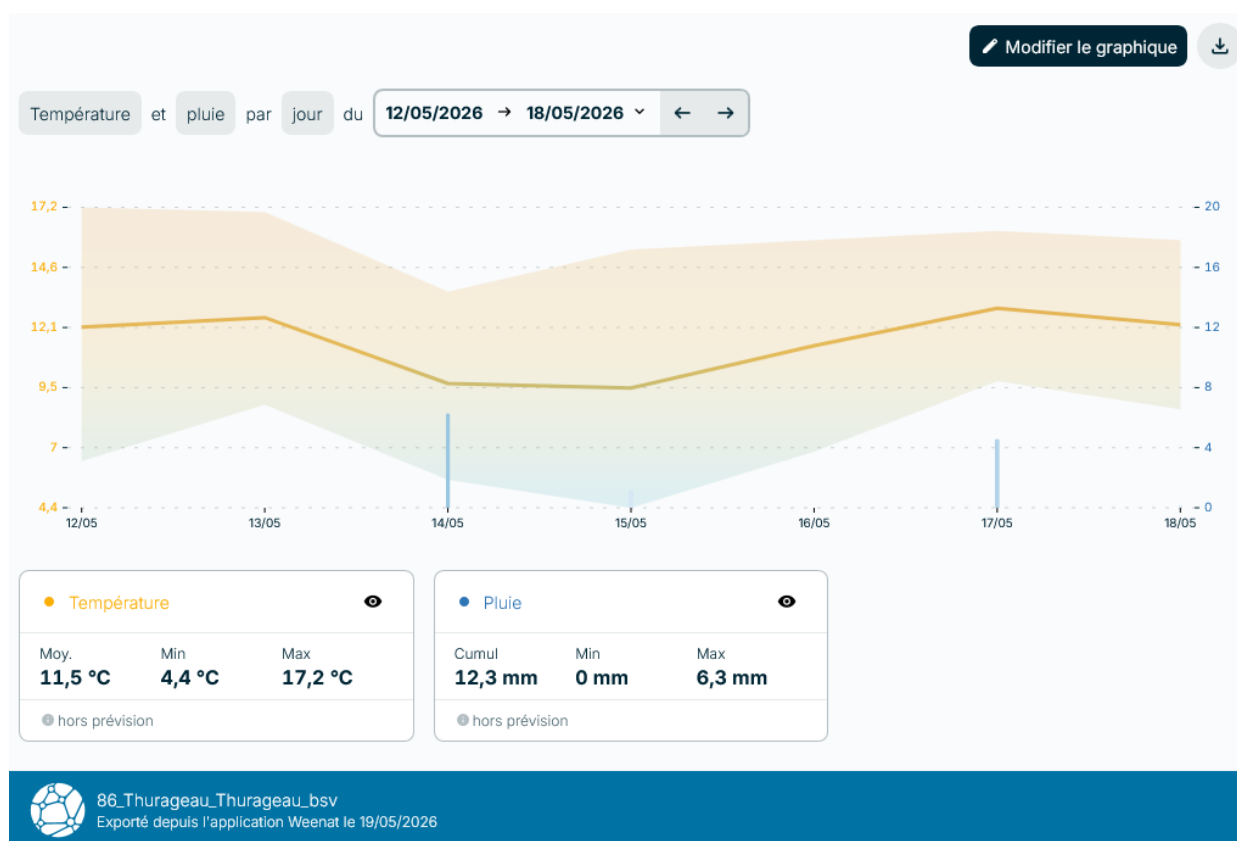 Modifier le graphique
Température et pluie par jour du 12/05/2026 → 18/05/2026 ← →
17,2 20
14,6 16
12,1 12
9,5 8
7 4
4,4 0
12/05 13/05 14/05 15/05 16/05 17/05 18/05
Température Pluie
Moy. Min Max Cumul Min Max
11,5 °C 4,4 °C 17,2 °C 12,3 mm 0 mm 6,3 mm
hors prévision hors prévision
86_Thurageau_Thurageau_bsv
Exporté depuis l'application Weenat le 19/05/2026